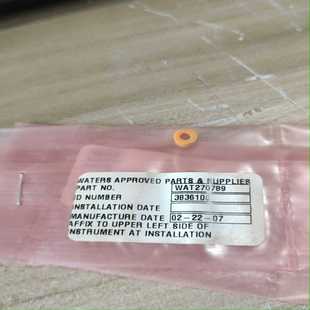 WATERS APPROVED PARTS & SUPPLIES
PART NO. WAT270789
ID NUMBER 383610
INSTALLATION DATE
MANUFACTURE DATE 02-22-07
AFFIX TO UPPER LEFT SIDE OF
INSTRUMENT AT INSTALLATION